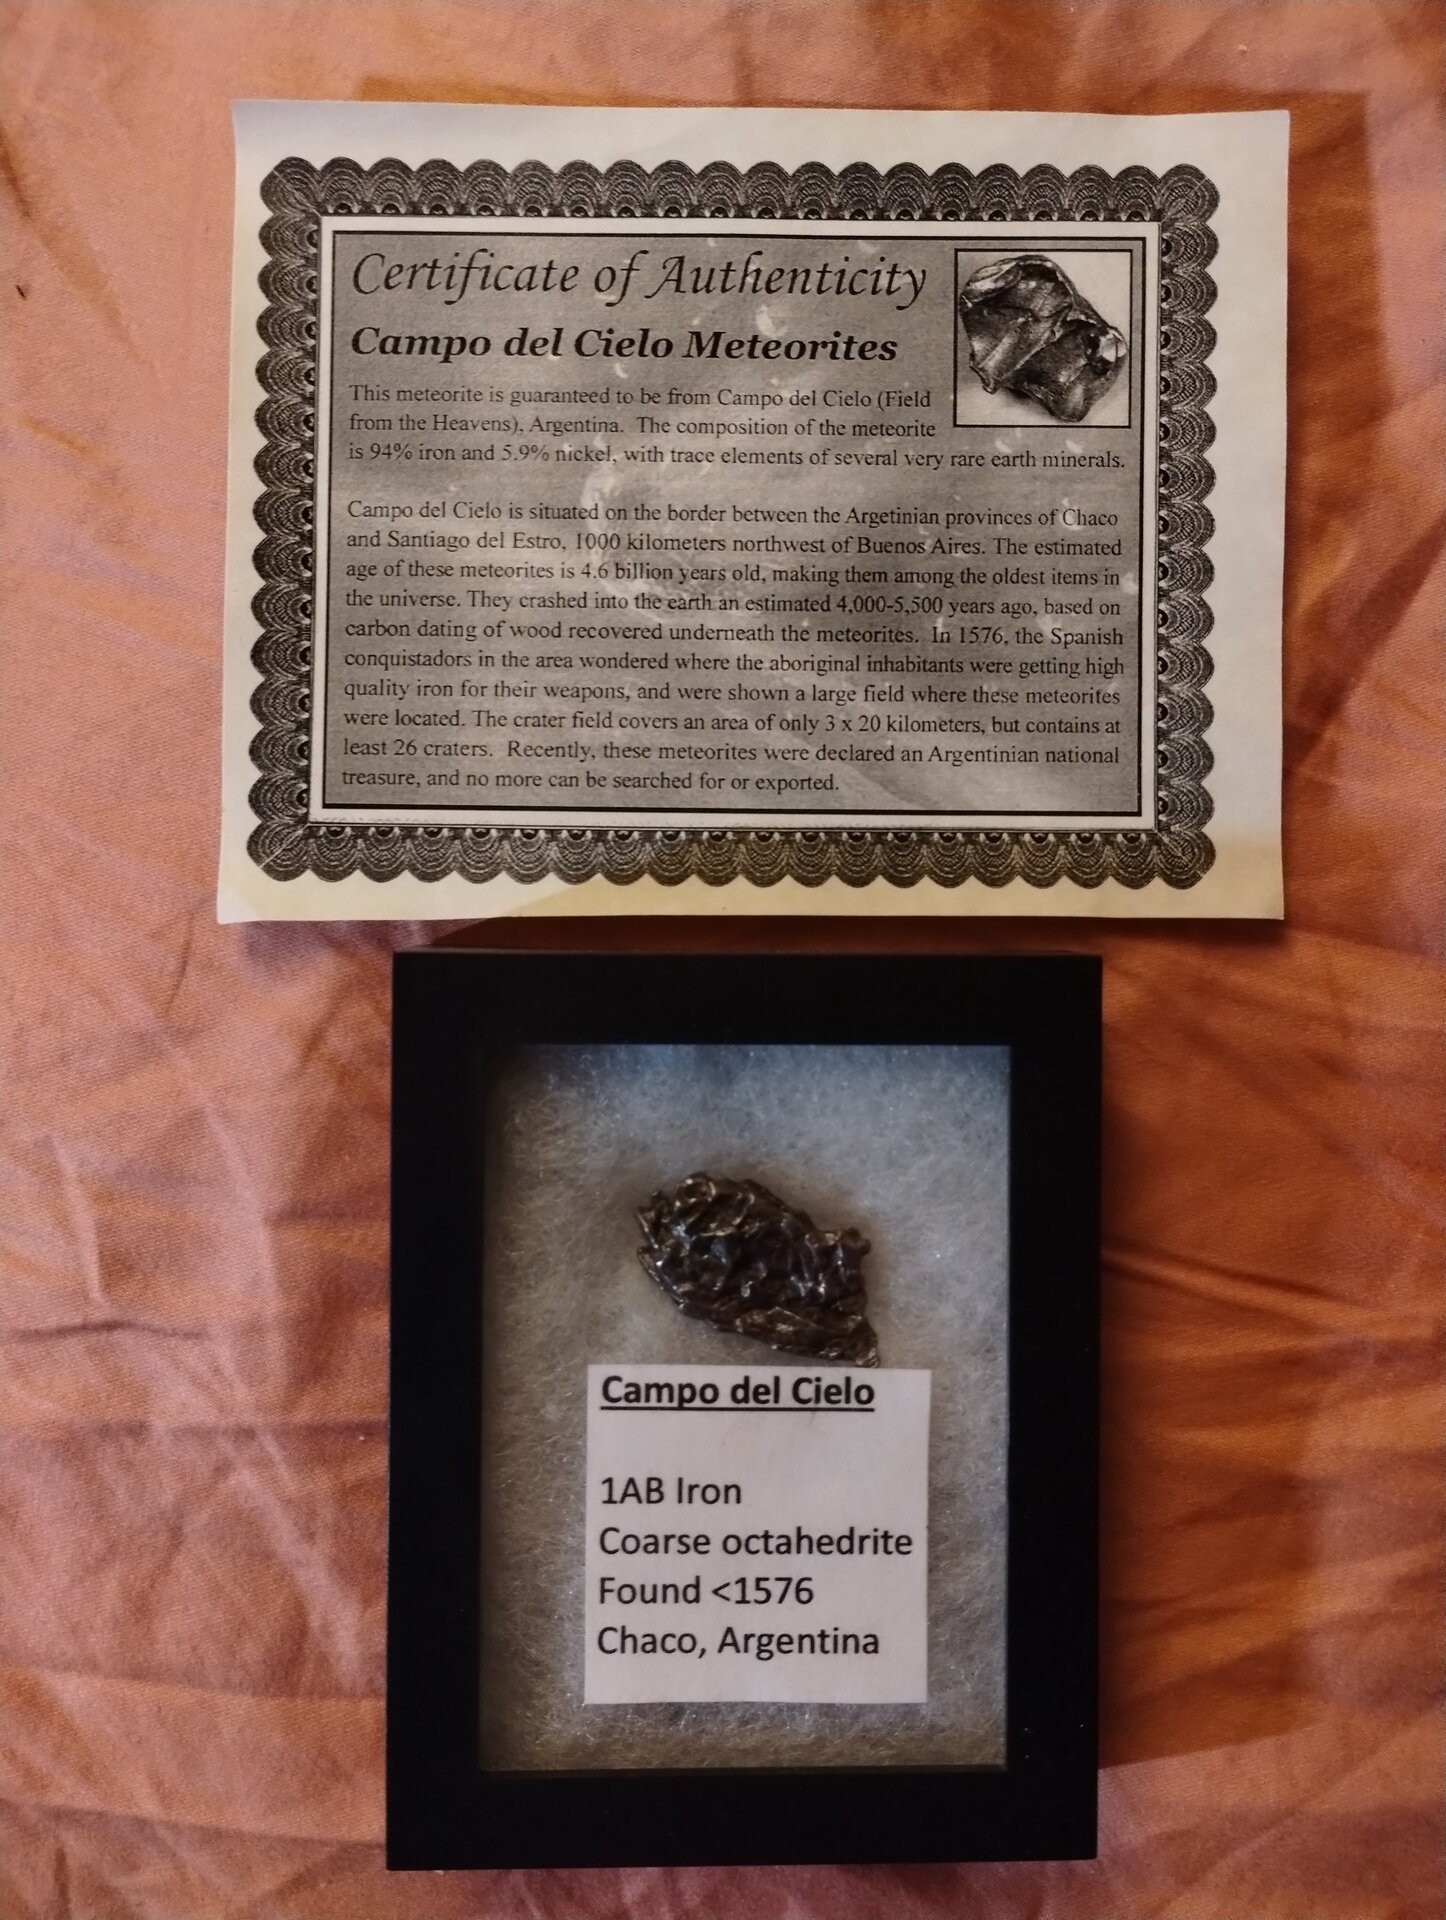 Certificate of Authenticity
Campo del Cielo Meteorites
This meteorite is guaranteed to be from Campo del Cielo (Field
from the Heavens), Argentina. The composition of the meteorite
is 94% iron and 5.9% nickel, with trace elements of several very rare earth minerals.
Campo del Cielo is situated on the border between the Argetinian provinces of Chaco
and Santiago del Estro, 1000 kilometers northwest of Buenos Aires. The estimated
age of these meteorites is 4.6 billion years old, making them among the oldest items in
the universe. They crashed into the earth an estimated 4,000-5,500 years ago, based on
carbon dating of wood recovered underneath the meteorites. In 1576, the Spanish
conquistadors in the area wondered where the aboriginal inhabitants were getting high
quality iron for their weapons, and were shown a large field where these meteorites
were located. The crater field covers an area of only 3 x 20 kilometers, but contains at
least 26 craters. Recently, these meteorites were declared an Argentinian national
treasure, and no more can be searched for or exported.
Campo del Cielo
1AB Iron
Coarse octahedrite
Found <1576
Chaco, Argentina